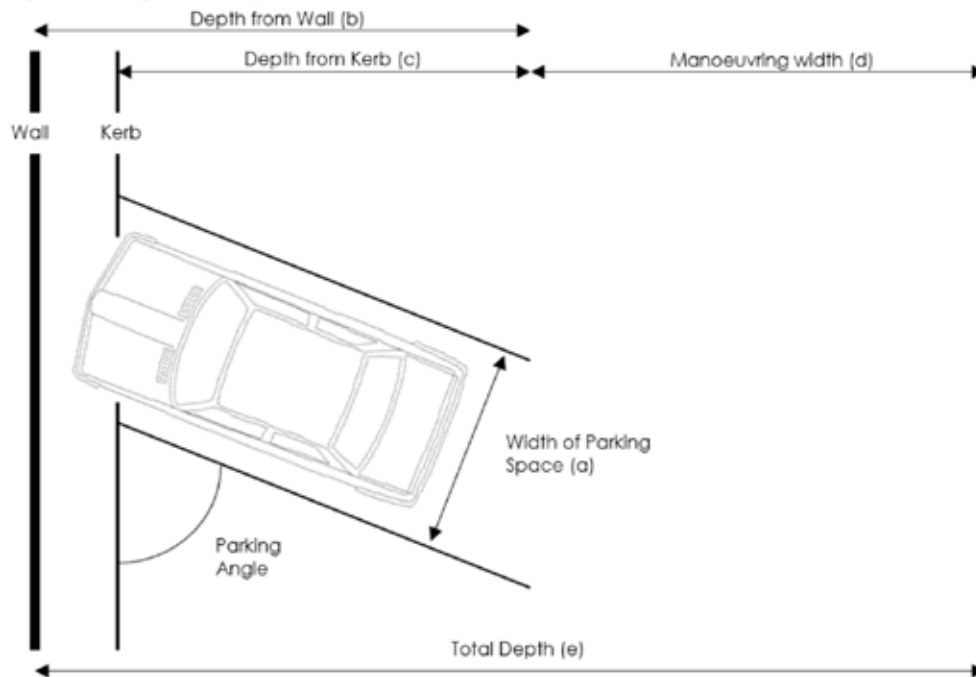 Depth from Wall (b)
Depth from Kerb (c)
Manoeuvring width (d)
Wall
Kerb
Width of Parking
Space (a)
Parking
Angle
Total Depth (e)